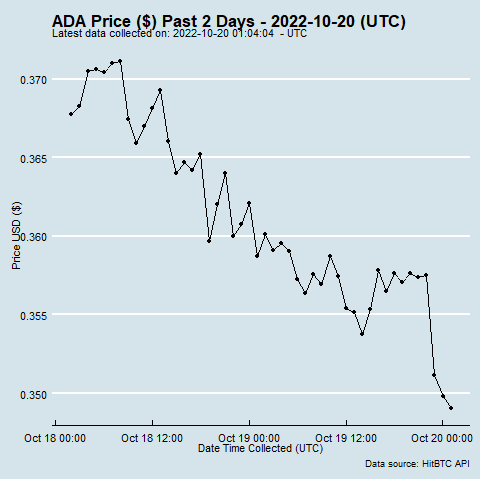 ADA Price ($) Past 2 Days - 2022-10-20 (UTC)
Latest data collected on: 2022-10-20 01:04:04  - UTC
0.370
0.365
0.360
0.355
0.350
Price USD ($)
Oct 18 00:00 Oct 18 12:00 Oct 19 00:00 Oct 19 12:00 Oct 20 00:00
Date Time Collected (UTC)
Data source: HitBTC API